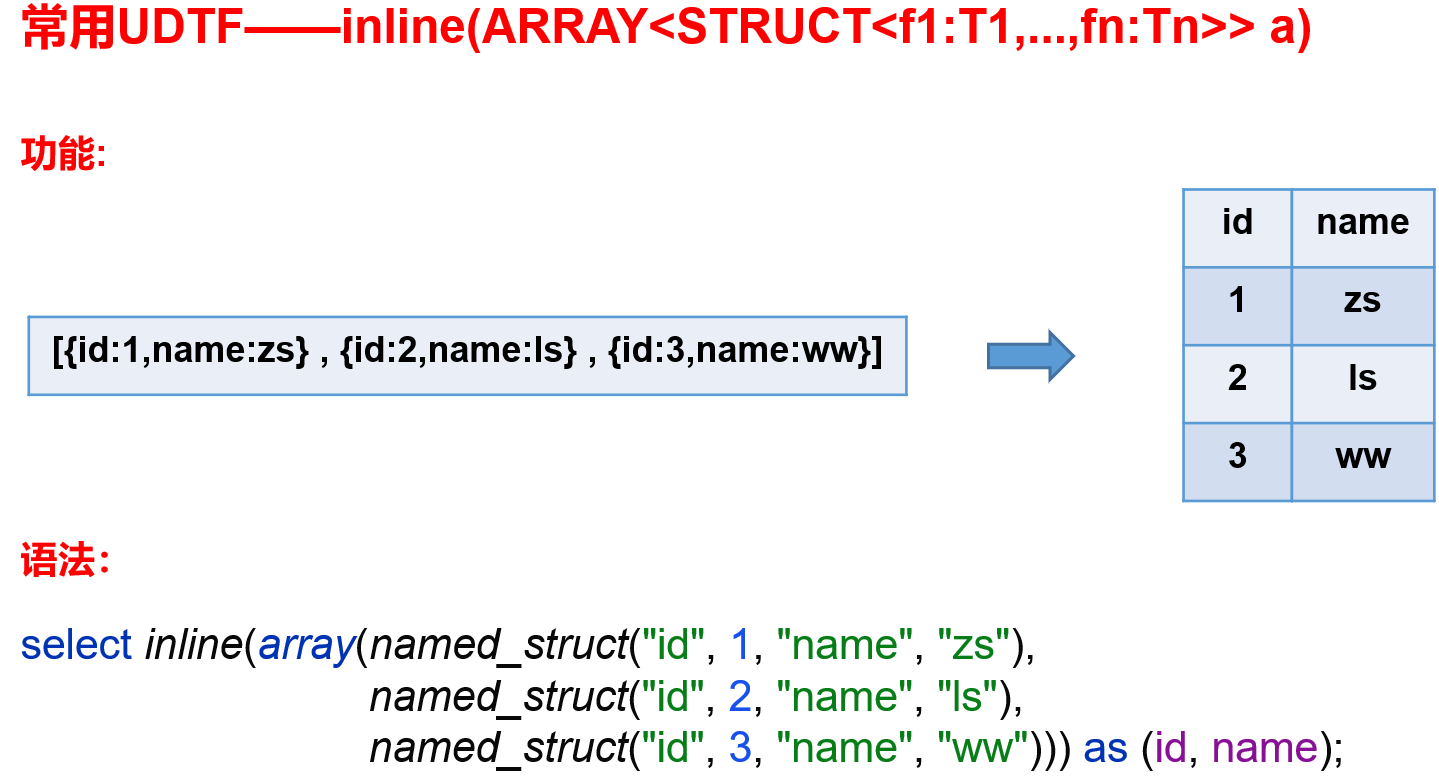 常用UDTF——inline(ARRAY<STRUCT<f1:T1,...,fn:Tn>> a)
功能:
[{id:1,name:zs} , {id:2,name:ls} , {id:3,name:ww}]
id name
1 zs
2 ls
3 ww
语法：
select inline(array(named_struct("id", 1, "name", "zs"),
named_struct("id", 2, "name", "ls"),
named_struct("id", 3, "name", "ww"))) as (id, name);